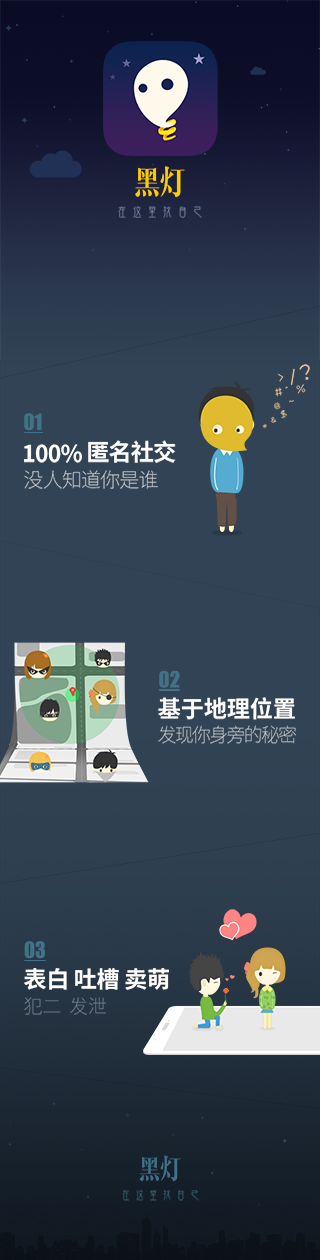 黑灯
在这里找自己
01
100% 匿名社交
没人知道你是谁
02
基于地理位置
发现你身旁的秘密
03
表白 吐槽 卖萌
犯二 发泄
黑灯
在这里找自己